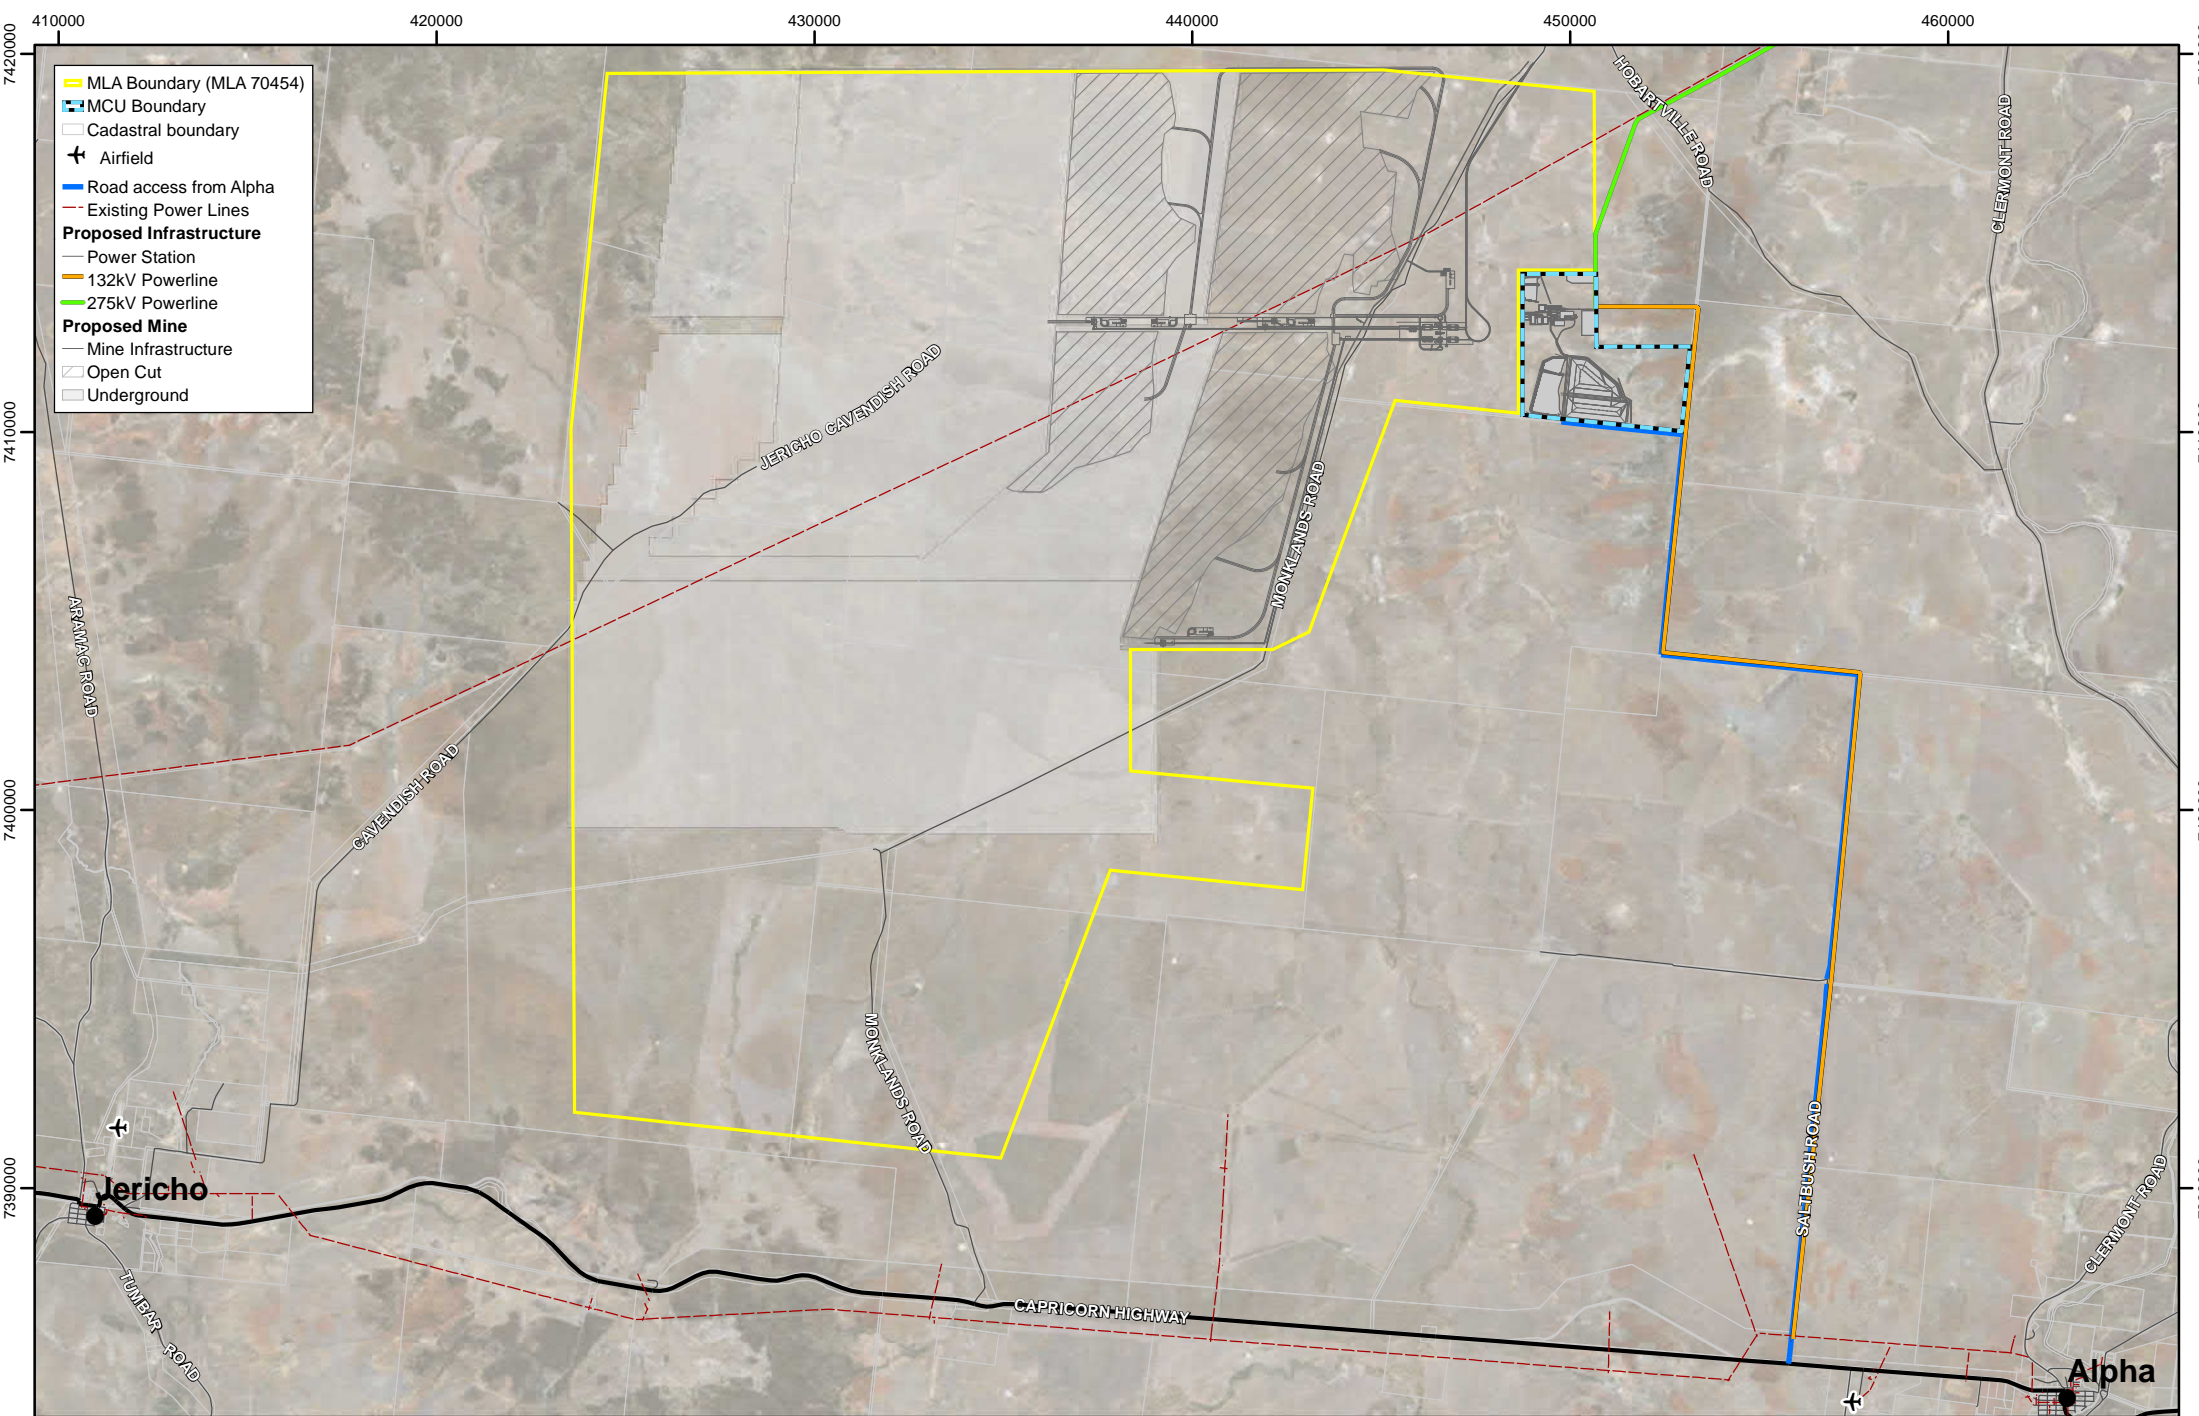 410000
420000
430000
440000
450000
460000
7420000
7410000
7400000
7390000
MLA Boundary (MLA 70454)
MCU Boundary
Cadastral boundary
Airfield
Road access from Alpha
Existing Power Lines
Proposed Infrastructure
Power Station
132kV Powerline
275kV Powerline
Proposed Mine
Mine Infrastructure
Open Cut
Underground
HOBARTVILLE ROAD
CLERMONT ROAD
JERICHO CAVENDISH ROAD
MONKLANDS ROAD
ARAMAC ROAD
CAVENDISH ROAD
MONKLANDS ROAD
SALTBUSH ROAD
CLERMONT ROAD
Jericho
TUMBAR ROAD
CAPRICORN HIGHWAY
Alpha